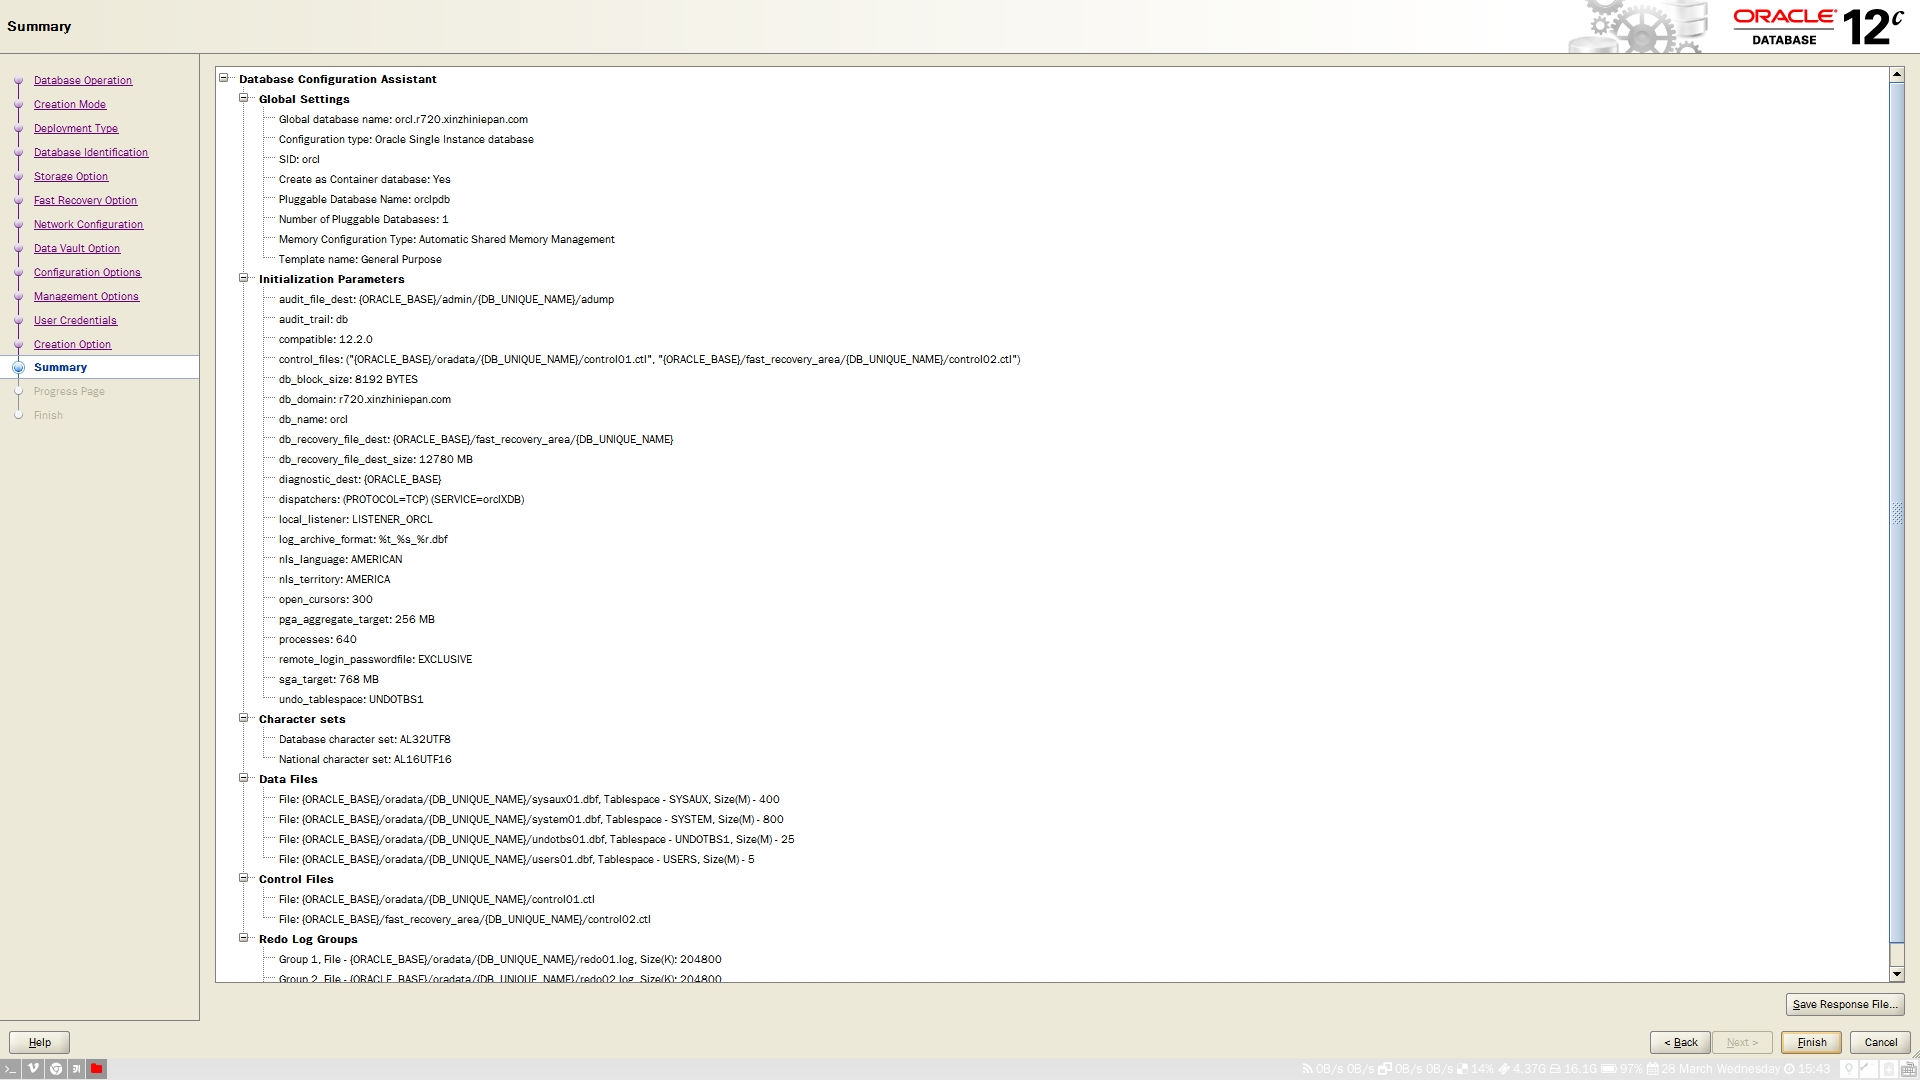 Summary
ORACLE
DATABASE
12c
Database Operation
Creation Mode
Deployment Type
Database Identification
Storage Option
Fast Recovery Option
Network Configuration
Data Vault Option
Configuration Options
Management Options
User Credentials
Creation Option
Summary
Progress Page
Finish
Database Configuration Assistant
Global Settings
Global database name: orcl.r720.xinzhiniepan.com
Configuration type: Oracle Single Instance database
SID: orcl
Create as Container database: Yes
Pluggable Database Name: orclpdb
Number of Pluggable Databases: 1
Memory Configuration Type: Automatic Shared Memory Management
Template name: General Purpose
Initialization Parameters
audit_file_dest: {ORACLE_BASE}/admin/{DB_UNIQUE_NAME}/adump
audit_trail: db
compatible: 12.2.0
control_files: ("{ORACLE_BASE}/oradata/{DB_UNIQUE_NAME}/control01.ctl", "{ORACLE_BASE}/fast_recovery_area/{DB_UNIQUE_NAME}/control02.ctl")
db_block_size: 8192 BYTES
db_domain: r720.xinzhiniepan.com
db_name: orcl
db_recovery_file_dest: {ORACLE_BASE}/fast_recovery_area/{DB_UNIQUE_NAME}
db_recovery_file_dest_size: 12780 MB
diagnostic_dest: {ORACLE_BASE}
dispatchers: (PROTOCOL=TCP) (SERVICE=orclXDB)
local_listener: LISTENER_ORCL
log_archive_format: %t_%s_%r.dbf
nls_language: AMERICAN
nls_territory: AMERICA
open_cursors: 300
pga_aggregate_target: 256 MB
processes: 640
remote_login_passwordfile: EXCLUSIVE
sga_target: 768 MB
undo_tablespace: UNDOTBS1
Character sets
Database character set: AL32UTF8
National character set: AL16UTF16
Data Files
File: {ORACLE_BASE}/oradata/{DB_UNIQUE_NAME}/sysaux01.dbf, Tablespace - SYSAUX, Size(M) - 400
File: {ORACLE_BASE}/oradata/{DB_UNIQUE_NAME}/system01.dbf, Tablespace - SYSTEM, Size(M) - 800
File: {ORACLE_BASE}/oradata/{DB_UNIQUE_NAME}/undotbs01.dbf, Tablespace - UNDOTBS1, Size(M) - 25
File: {ORACLE_BASE}/oradata/{DB_UNIQUE_NAME}/users01.dbf, Tablespace - USERS, Size(M) - 5
Control Files
File: {ORACLE_BASE}/oradata/{DB_UNIQUE_NAME}/control01.ctl
File: {ORACLE_BASE}/fast_recovery_area/{DB_UNIQUE_NAME}/control02.ctl
Redo Log Groups
Group 1, File - {ORACLE_BASE}/oradata/{DB_UNIQUE_NAME}/redo01.log, Size(K): 204800
Group 2, File - {ORACLE_BASE}/oradata/{DB_UNIQUE_NAME}/redo02.log, Size(K): 204800
Save Response File...
Help
< Back
Next >
Finish
Cancel
0B/s 0B/s 0B/s 0B/s 14% 4.37G 16.1G 97% 28 March Wednesday 15:43